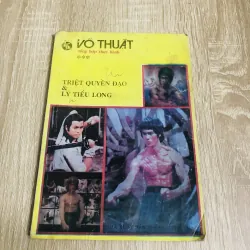 VÕ THUẬT
TRIỆT QUYỀN ĐẠO
&
LÝ TIỂU LONG